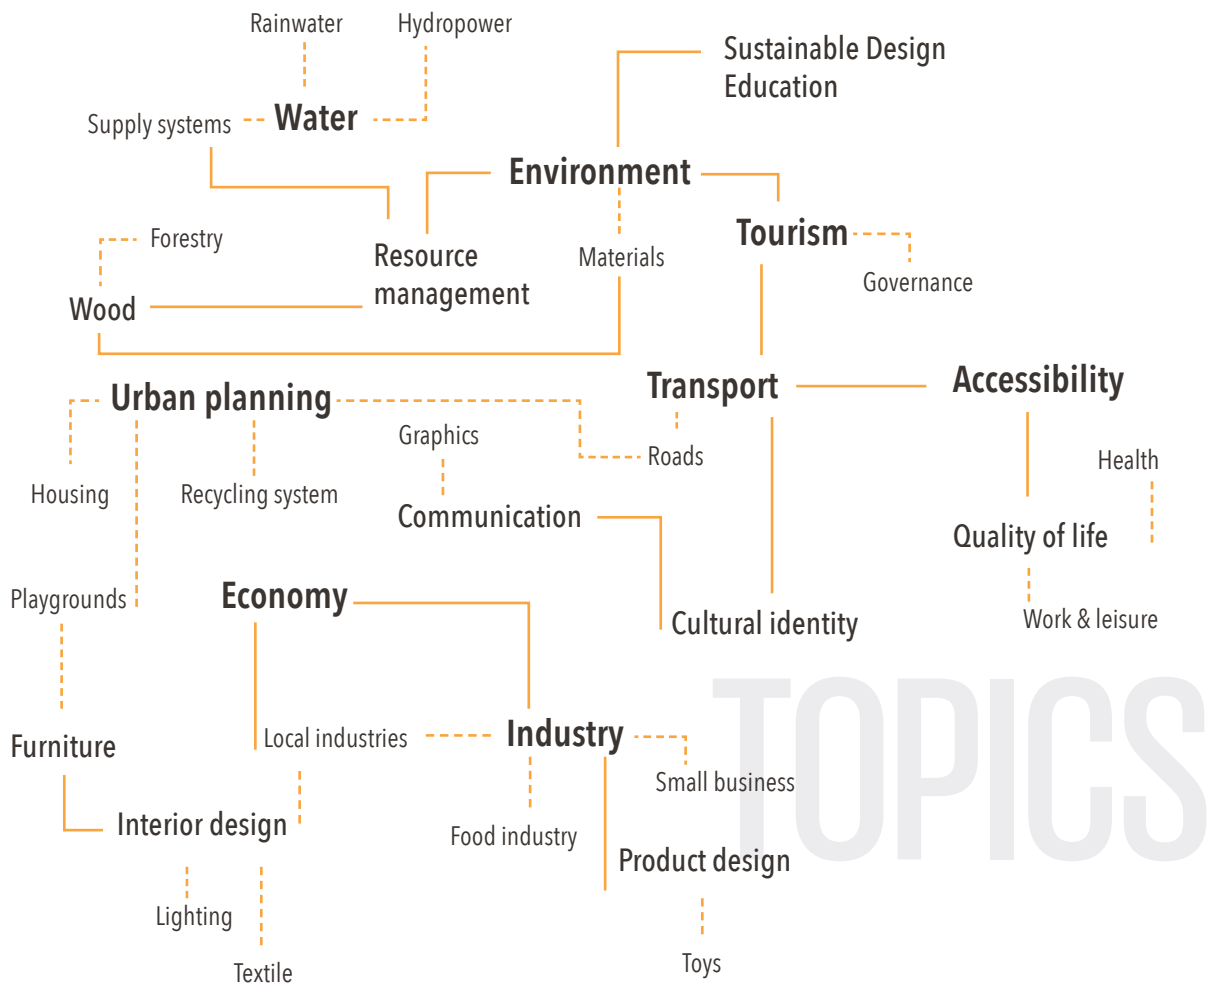 Rainwater
Hydropower
Sustainable Design
Education
Supply systems
Water
Environment
Forestry
Tourism
Resource
management
Materials
Governance
Wood
Urban planning
Transport
Accessibility
Graphics
Roads
Health
Housing
Recycling system
Communication
Quality of life
Playgrounds
Economy
Cultural identity
Work & leisure
TOPICS
Furniture
Local industries
Industry
Small business
Interior design
Food industry
Product design
Lighting
Textile
Toys